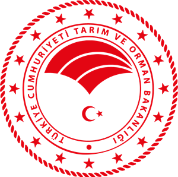 TÜRKİYE CUMHURİYETİ TARIM VE ORMAN BAKANLIĞI